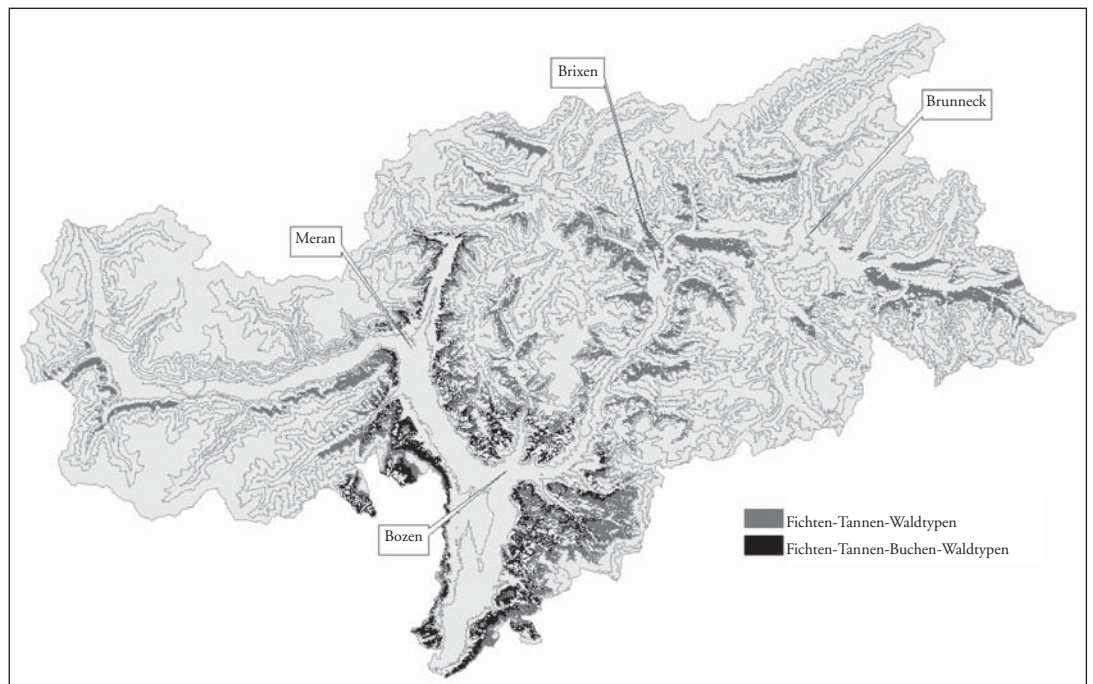 Brixen
Brunneck
Meran
Bozen
Fichten-Tannen-Waldtypen
Fichten-Tannen-Buchen-Waldtypen